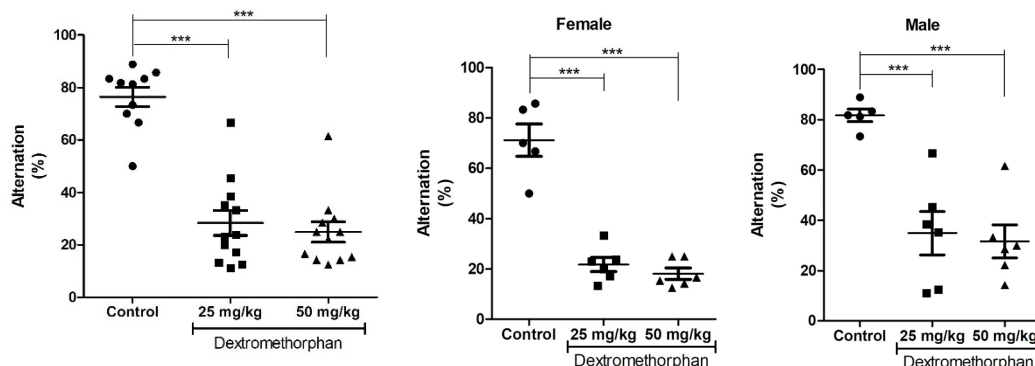 ***
***
100
80
60
40
20
0
Alternation
(%)
Control
25 mg/kg
50 mg/kg
Dextromethorphan
Female
***
***
100
80
60
40
20
0
Alternation
(%)
Control
25 mg/kg
50 mg/kg
Dextromethorphan
Male
***
***
100
80
60
40
20
0
Alternation
(%)
Control
25 mg/kg
50 mg/kg
Dextromethorphan